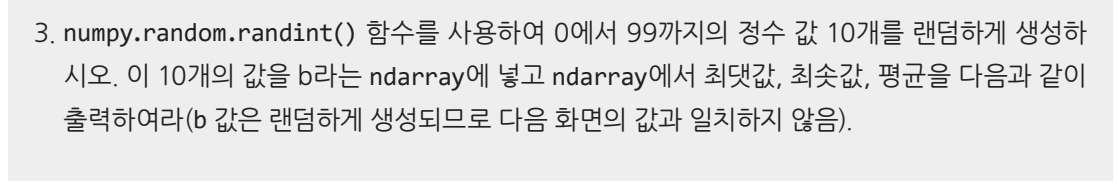 3. numpy.random.randint() 함수를 사용하여 0에서 99까지의 정수 값 10개를 랜덤하게 생성하
시오. 이 10개의 값을 b라는 ndarray에 넣고 ndarray에서 최댓값, 최솟값, 평균을 다음과 같이
출력하여라(b 값은 랜덤하게 생성되므로 다음 화면의 값과 일치하지 않음).